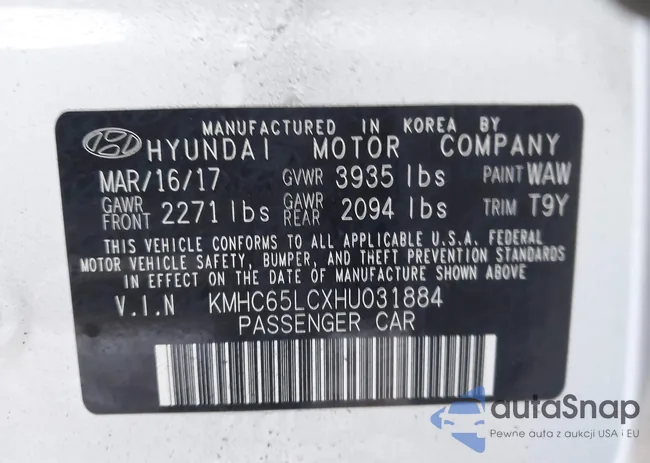 MANUFACTURED IN KOREA BY
HYUNDAI MOTOR COMPANY
MAR/16/17 GVWR 3935 lbs PAINT WAW
GAWR FRONT 2271 lbs GAWR REAR 2094 lbs TRIM T9Y
THIS VEHICLE CONFORMS TO ALL APPLICABLE U.S.A. FEDERAL
MOTOR VEHICLE SAFETY, BUMPER, AND THEFT PREVENTION STANDARDS
IN EFFECT ON THE DATE OF MANUFACTURE SHOWN ABOVE
V.I.N KMHC65LCXHU031884
PASSENGER CAR
autaSnap
Pewne auta z aukcji USA i EU